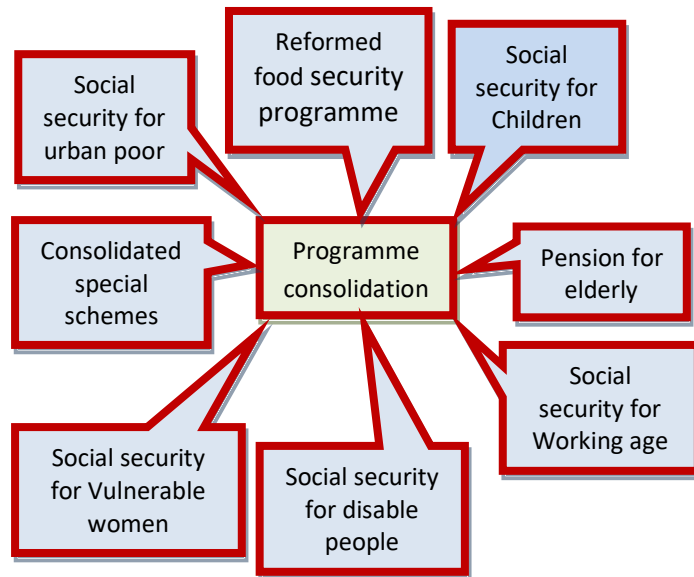 Social
security for
urban poor
Reformed
food security
programme
Social
security for
Children
Consolidated
special
schemes
Programme
consolidation
Pension for
elderly
Social
security for
Working age
Social security
for Vulnerable
women
Social security
for disable
people